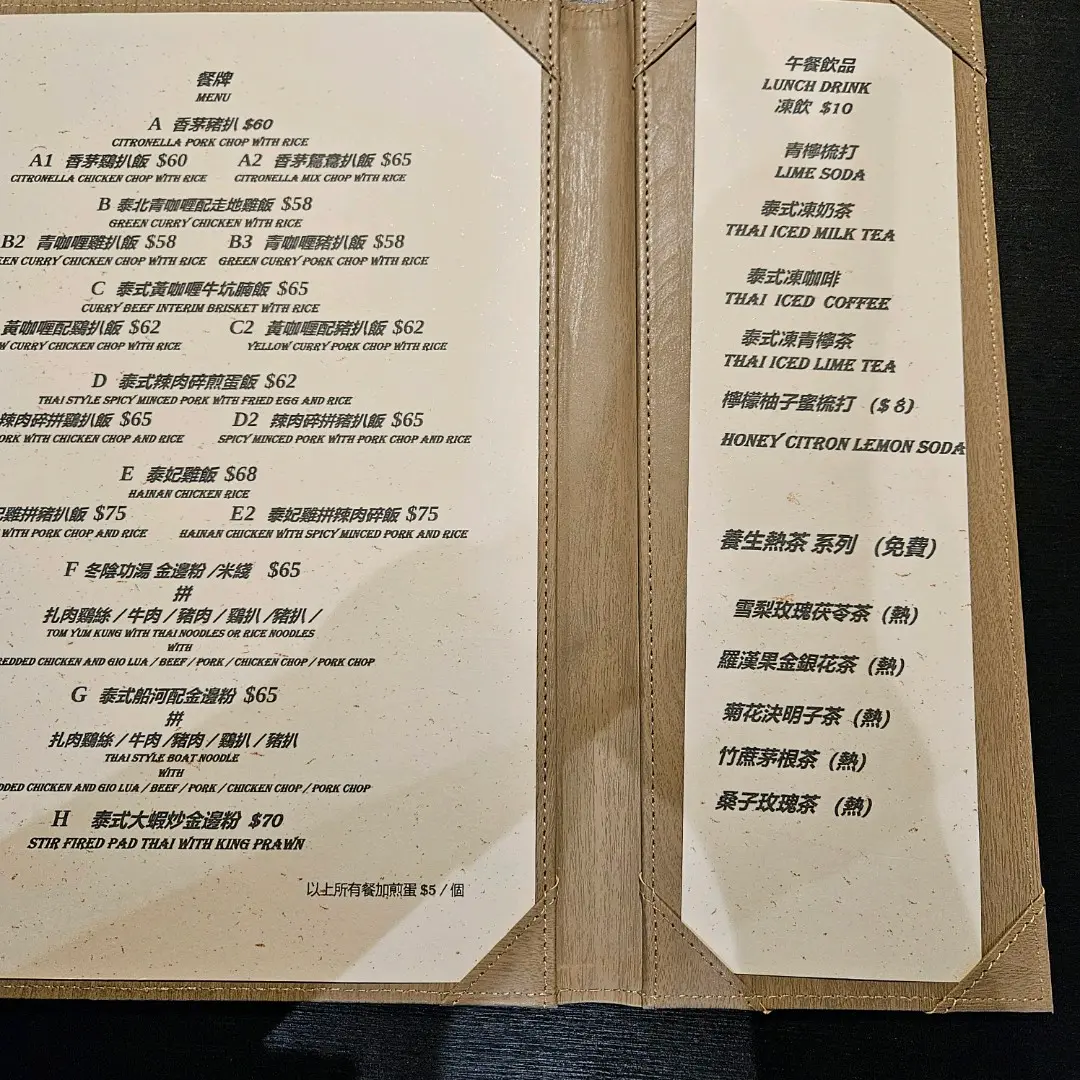 餐牌
MENU
A 香茅豬扒 $60
CITRONELLA PORK CHOP WITH RICE
A1 香茅鷄扒飯 $60 A2 香茅鴛鴦扒飯 $65
CITRONELLA CHICKEN CHOP WITH RICE CITRONELLA MIX CHOP WITH RICE
B 泰北青咖喱配走地雞飯 $58
GREEN CURRY CHICKEN WITH RICE
B2 青咖喱雞扒飯 $58 B3 青咖喱豬扒飯 $58
EEN CURRY CHICKEN CHOP WITH RICE GREEN CURRY PORK CHOP WITH RICE
C 泰式黃咖喱牛坑腩飯 $65
CURRY BEEF INTERIM BRISKET WITH RICE
黃咖喱配鷄扒飯 $62 C2 黃咖喱配豬扒飯 $62
W CURRY CHICKEN CHOP WITH RICE YELLOW CURRY PORK CHOP WITH RICE
D 泰式辣肉碎煎蛋飯 $62
THAI STYLE SPICY MINCED PORK WITH FRIED EGG AND RICE
辣肉碎拼鷄扒飯 $65 D2 辣肉碎拼豬扒飯 $65
ORK WITH CHICKEN CHOP AND RICE SPICY MINCED PORK WITH PORK CHOP AND RICE
E 泰妃雞飯 $68
HAINAN CHICKEN RICE
妃雞拼豬扒飯 $75 E2 泰妃雞拼辣肉碎飯 $75
WITH PORK CHOP AND RICE HAINAN CHICKEN WITH SPICY MINCED PORK AND RICE
F 冬陰功湯 金邊粉 /米綫 $65
拼
扎肉鷄絲 / 牛肉 / 豬肉 / 鷄扒 /豬扒 /
TOM YUM KUNG WITH THAI NOODLES OR RICE NOODLES
WITH
REDDED CHICKEN AND GIO LUA / BEEF / PORK / CHICKEN CHOP / PORK CHOP
G 泰式船河配金邊粉 $65
拼
扎肉鷄絲 / 牛肉 /豬肉 / 鷄扒 / 豬扒
THAI STYLE BOAT NOODLE
WITH
DDED CHICKEN AND GIO LUA / BEEF / PORK / CHICKEN CHOP / PORK CHOP
H 泰式大蝦炒金邊粉 $70
STIR FIRED PAD THAI WITH KING PRAWN
以上所有餐加煎蛋 $5 / 個
午餐飲品
LUNCH DRINK
凍飲 $10
青檸梳打
LIME SODA
泰式凍奶茶
THAI ICED MILK TEA
泰式凍咖啡
THAI ICED COFFEE
泰式凍青檸茶
THAI ICED LIME TEA
檸檬柚子蜜梳打 ($ 8)
HONEY CITRON LEMON SODA
養生熱茶 系列 (免費)
雪梨玫瑰茯苓茶 (熱)
羅漢果金銀花茶 (熱)
菊花決明子茶 (熱)
竹蔗茅根茶 (熱)
桑子玫瑰茶 (熱)